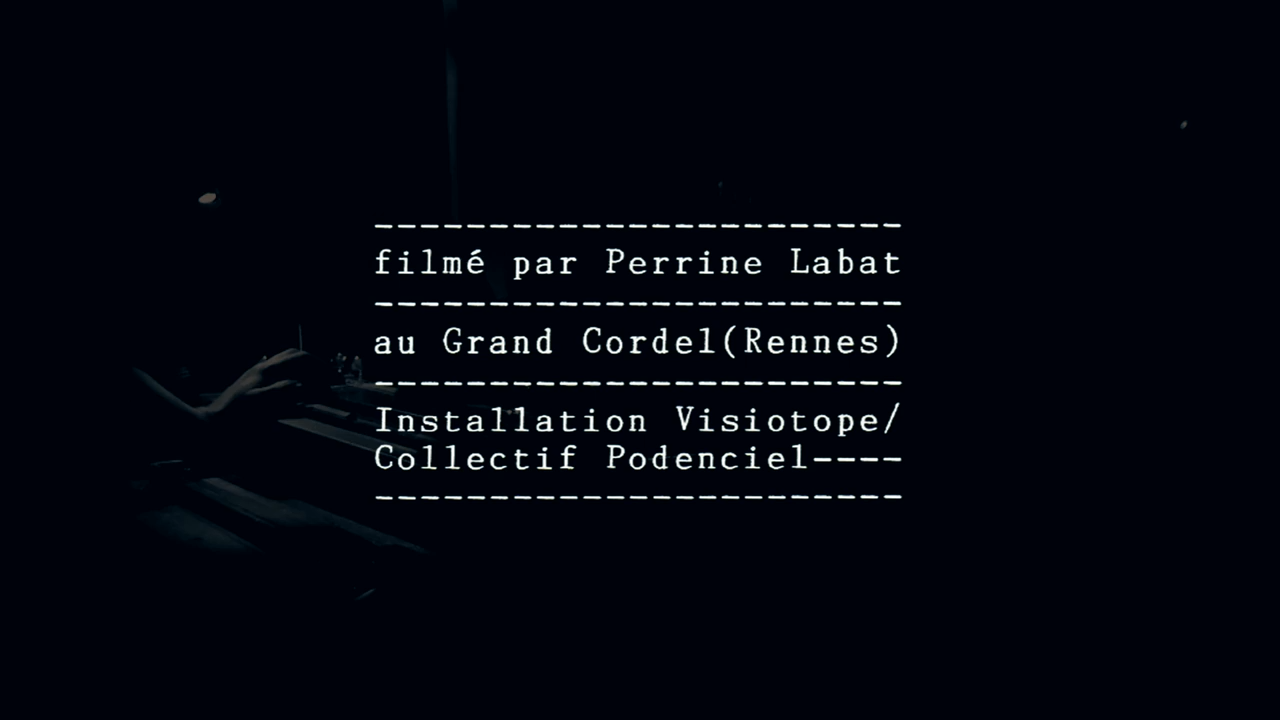 -----------------------
filmé par Perrine Labat
-----------------------
au Grand Cordel(Rennes)
-----------------------
Installation Visiotope/
Collectif Podenciel----
-----------------------